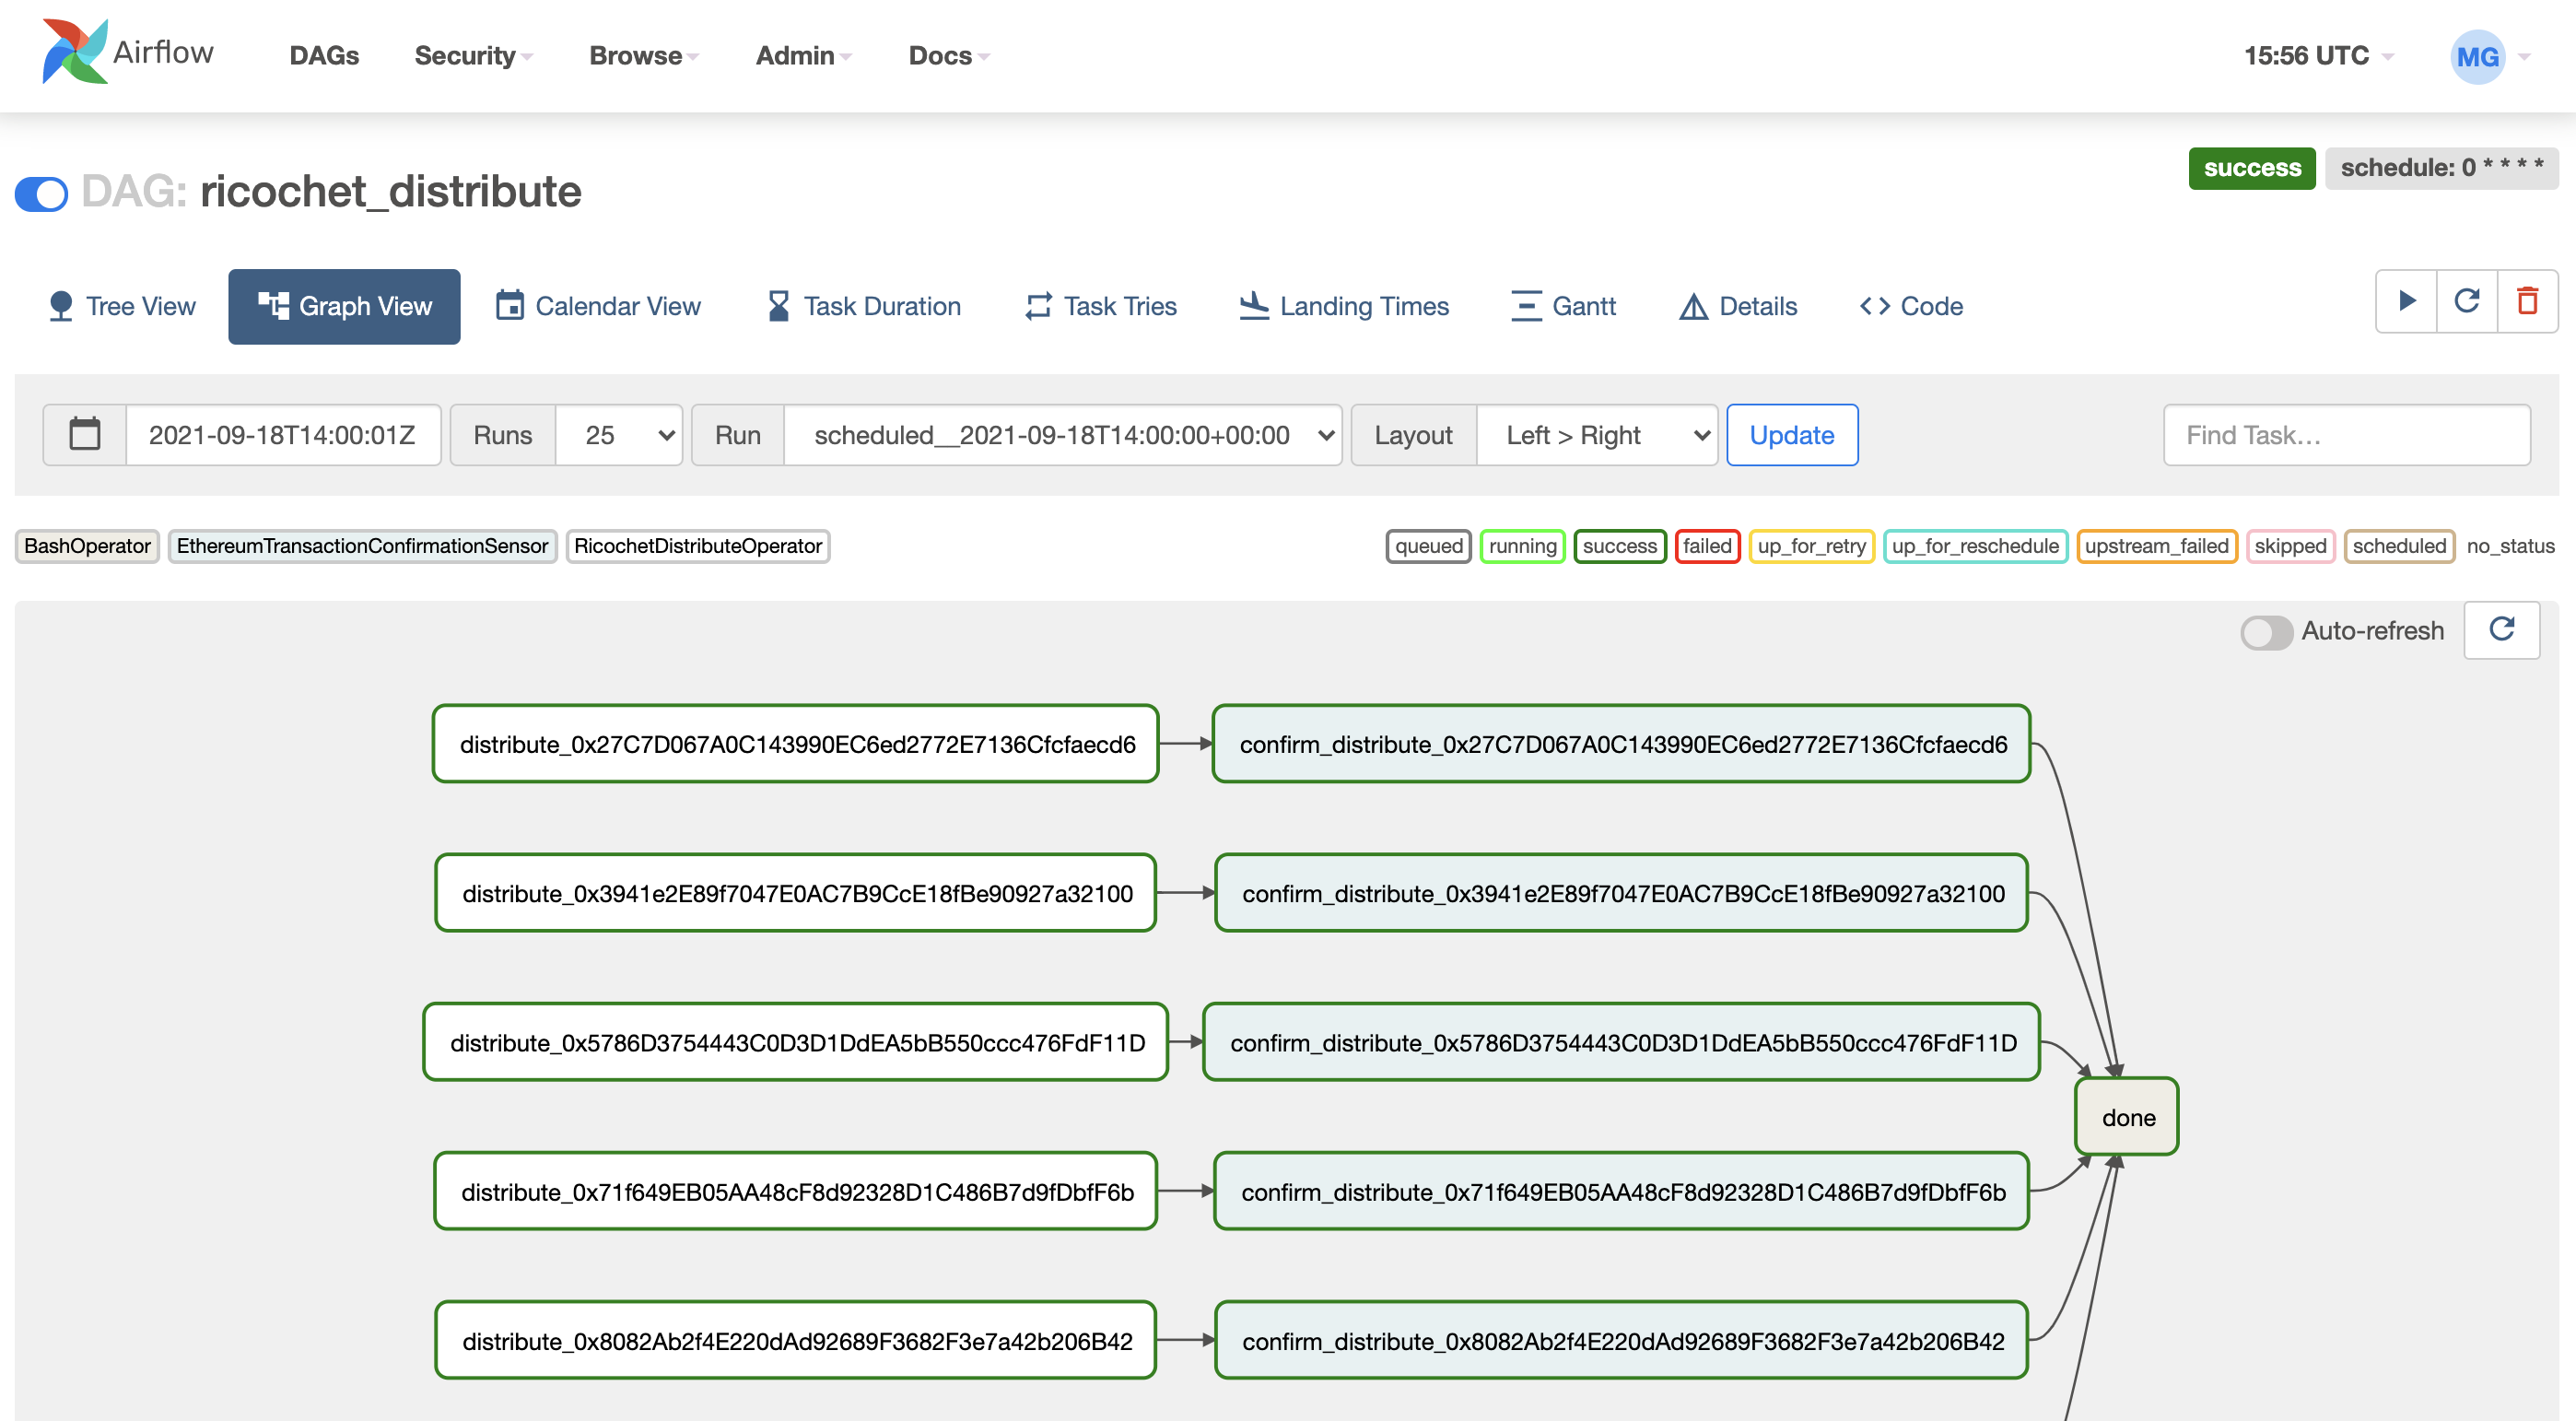 Airflow DAGs Security Browse Admin Docs 15:56 UTC MG
success schedule: 0 * * * *
DAG: ricochet_distribute
Tree View Graph View Calendar View Task Duration Task Tries Landing Times Gantt Details Code
2021-09-18T14:00:01Z Runs 25 Run scheduled__2021-09-18T14:00:00+00:00 Layout Left > Right Update Find Task...
BashOperator EthereumTransactionConfirmationSensor RicochetDistributeOperator queued running success failed up_for_retry up_for_reschedule upstream_failed skipped scheduled no_status
Auto-refresh
distribute_0x27C7D067A0C143990EC6ed2772E7136Cfcfaecd6 confirm_distribute_0x27C7D067A0C143990EC6ed2772E7136Cfcfaecd6
distribute_0x3941e2E89f7047E0AC7B9CcE18fBe90927a32100 confirm_distribute_0x3941e2E89f7047E0AC7B9CcE18fBe90927a32100
distribute_0x5786D3754443C0D3D1DdEA5bB550ccc476FdF11D confirm_distribute_0x5786D3754443C0D3D1DdEA5bB550ccc476FdF11D
done
distribute_0x71f649EB05AA48cF8d92328D1C486B7d9fDbfF6b confirm_distribute_0x71f649EB05AA48cF8d92328D1C486B7d9fDbfF6b
distribute_0x8082Ab2f4E220dAd92689F3682F3e7a42b206B42 confirm_distribute_0x8082Ab2f4E220dAd92689F3682F3e7a42b206B42